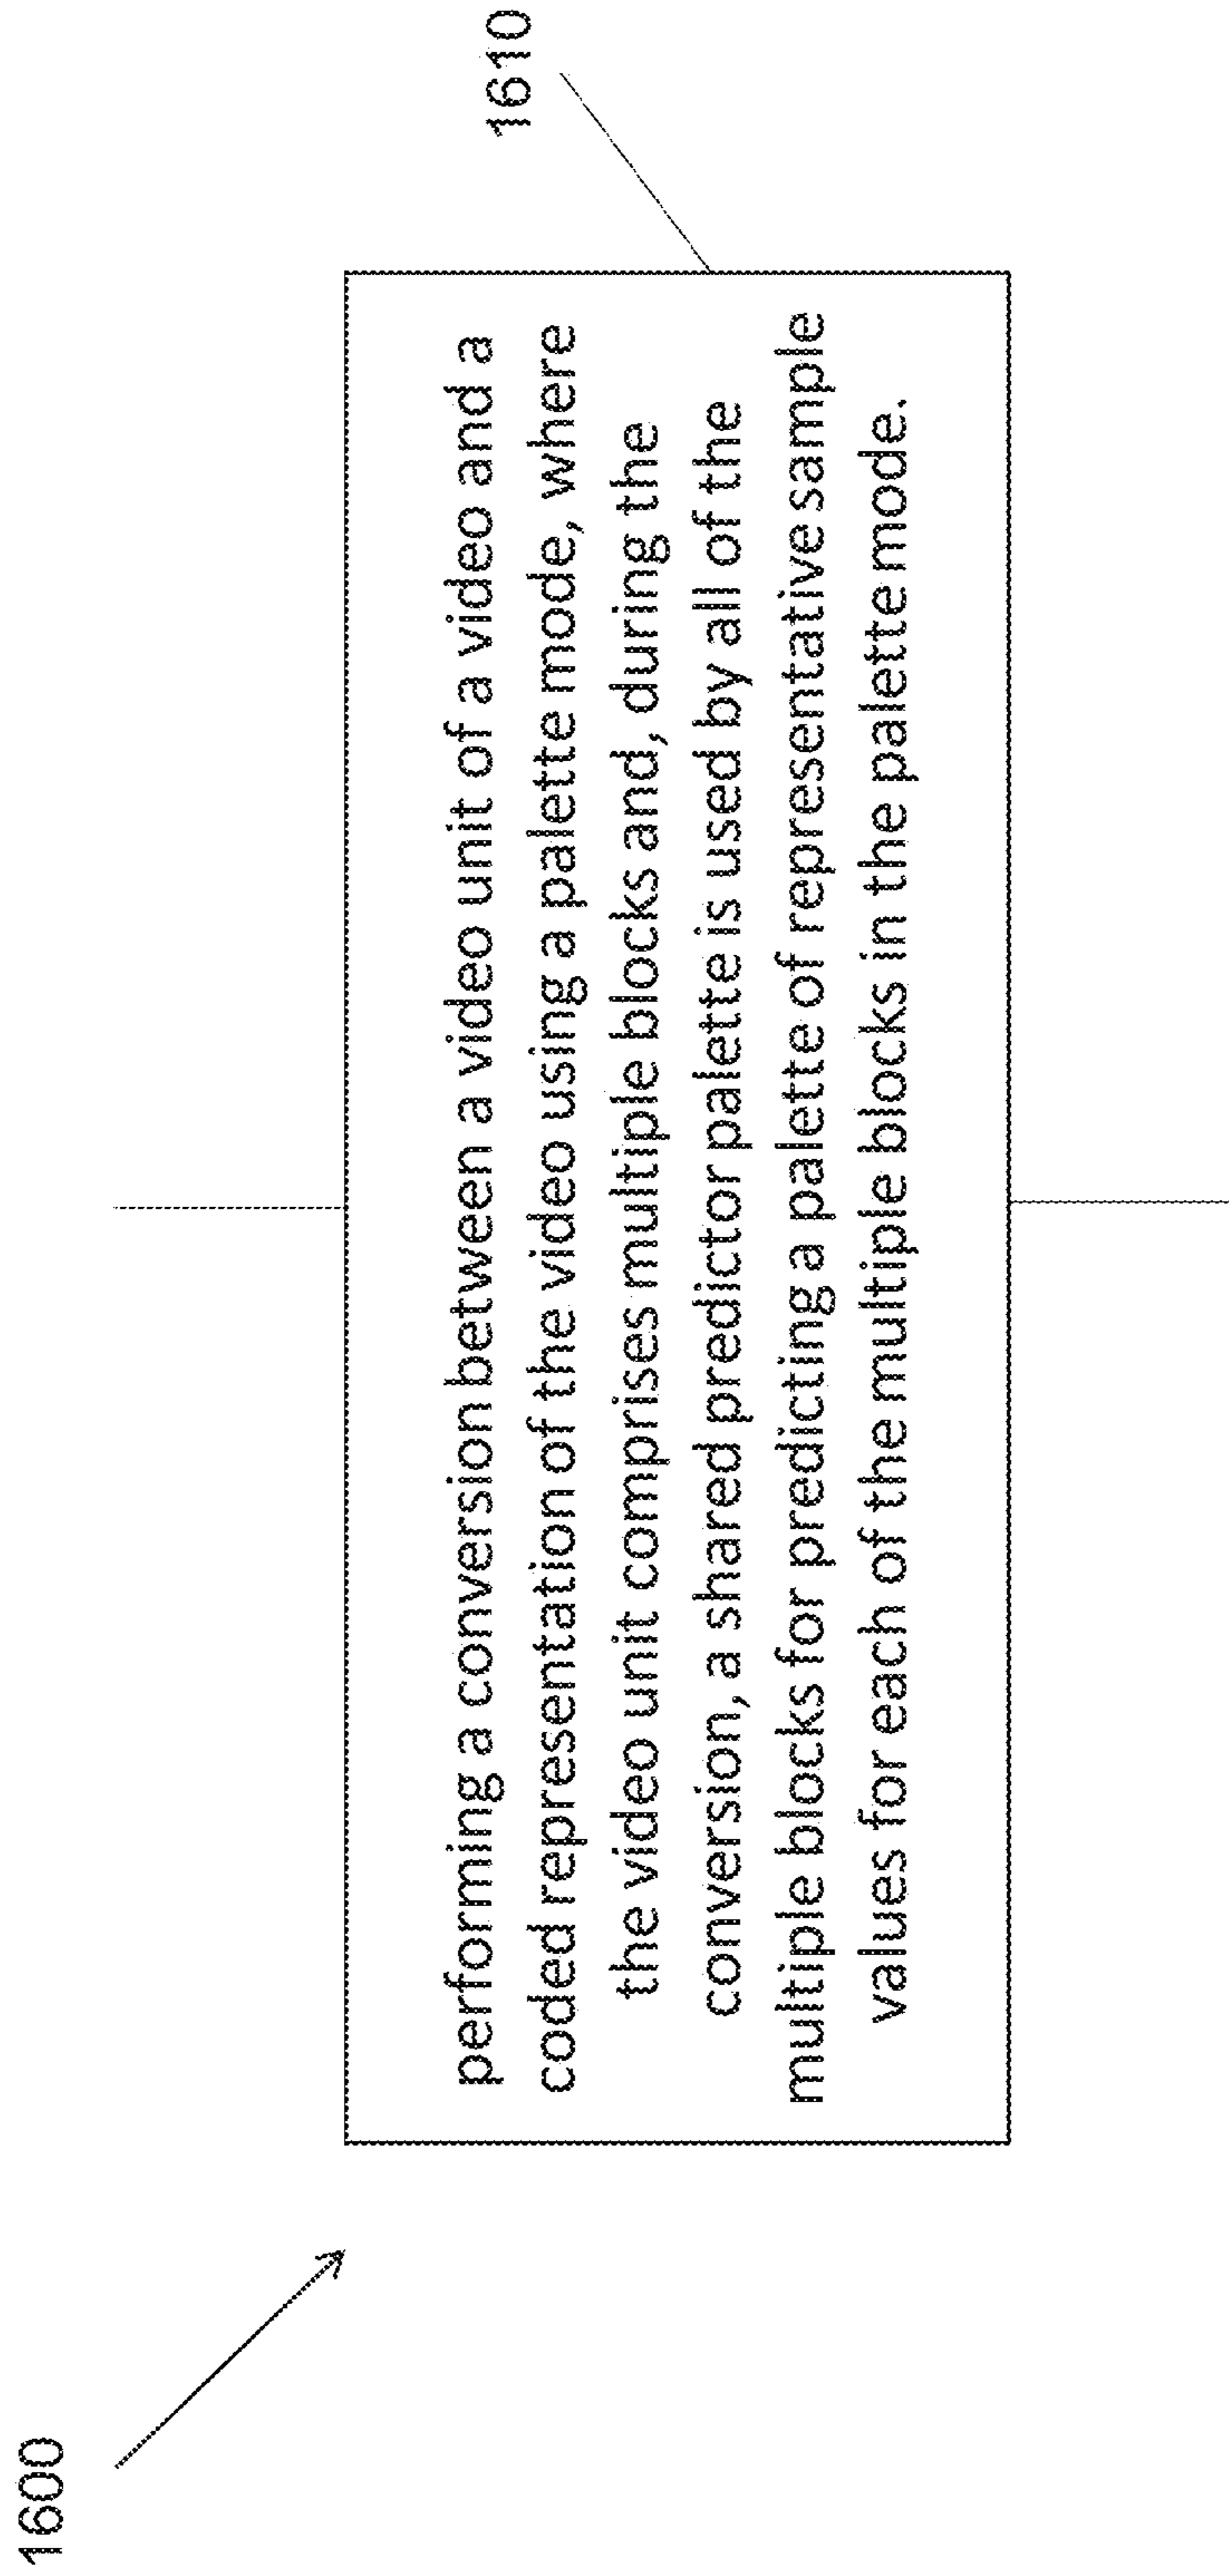 1600
performing a conversion between a video unit of a video and a
coded representation of the video using a palette mode, where
the video unit comprises multiple blocks and, during the
conversion, a shared predictor palette is used by all of the
multiple blocks for predicting a palette of representative sample
values for each of the multiple blocks in the palette mode.
1610